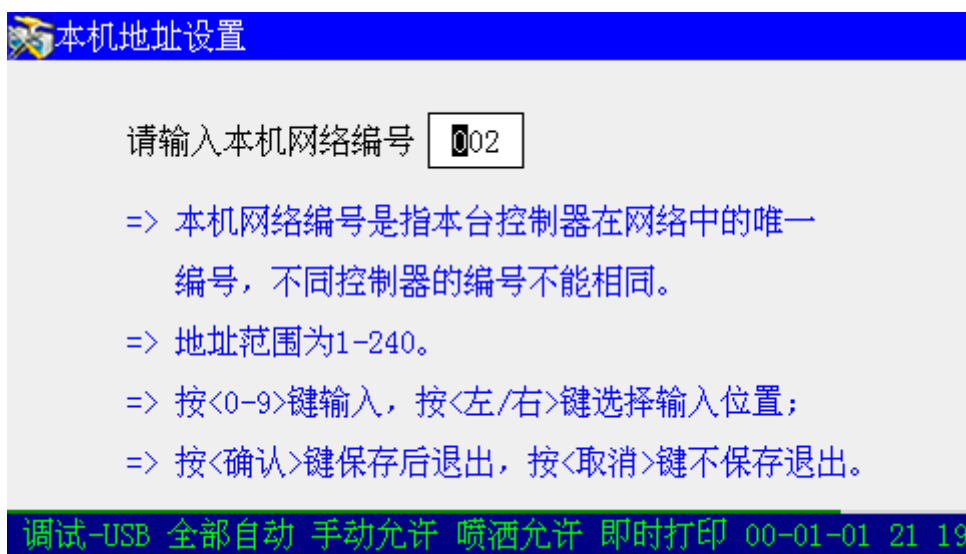 本机地址设置
请输入本机网络编号 002
=> 本机网络编号是指本台控制器在网络中的唯一
编号，不同控制器的编号不能相同。
=> 地址范围为1-240。
=> 按<0-9>键输入，按<左/右>键选择输入位置；
=> 按<确认>键保存后退出，按<取消>键不保存退出。
调试-USB 全部自动 手动允许 喷洒允许 即时打印 00-01-01 21 19